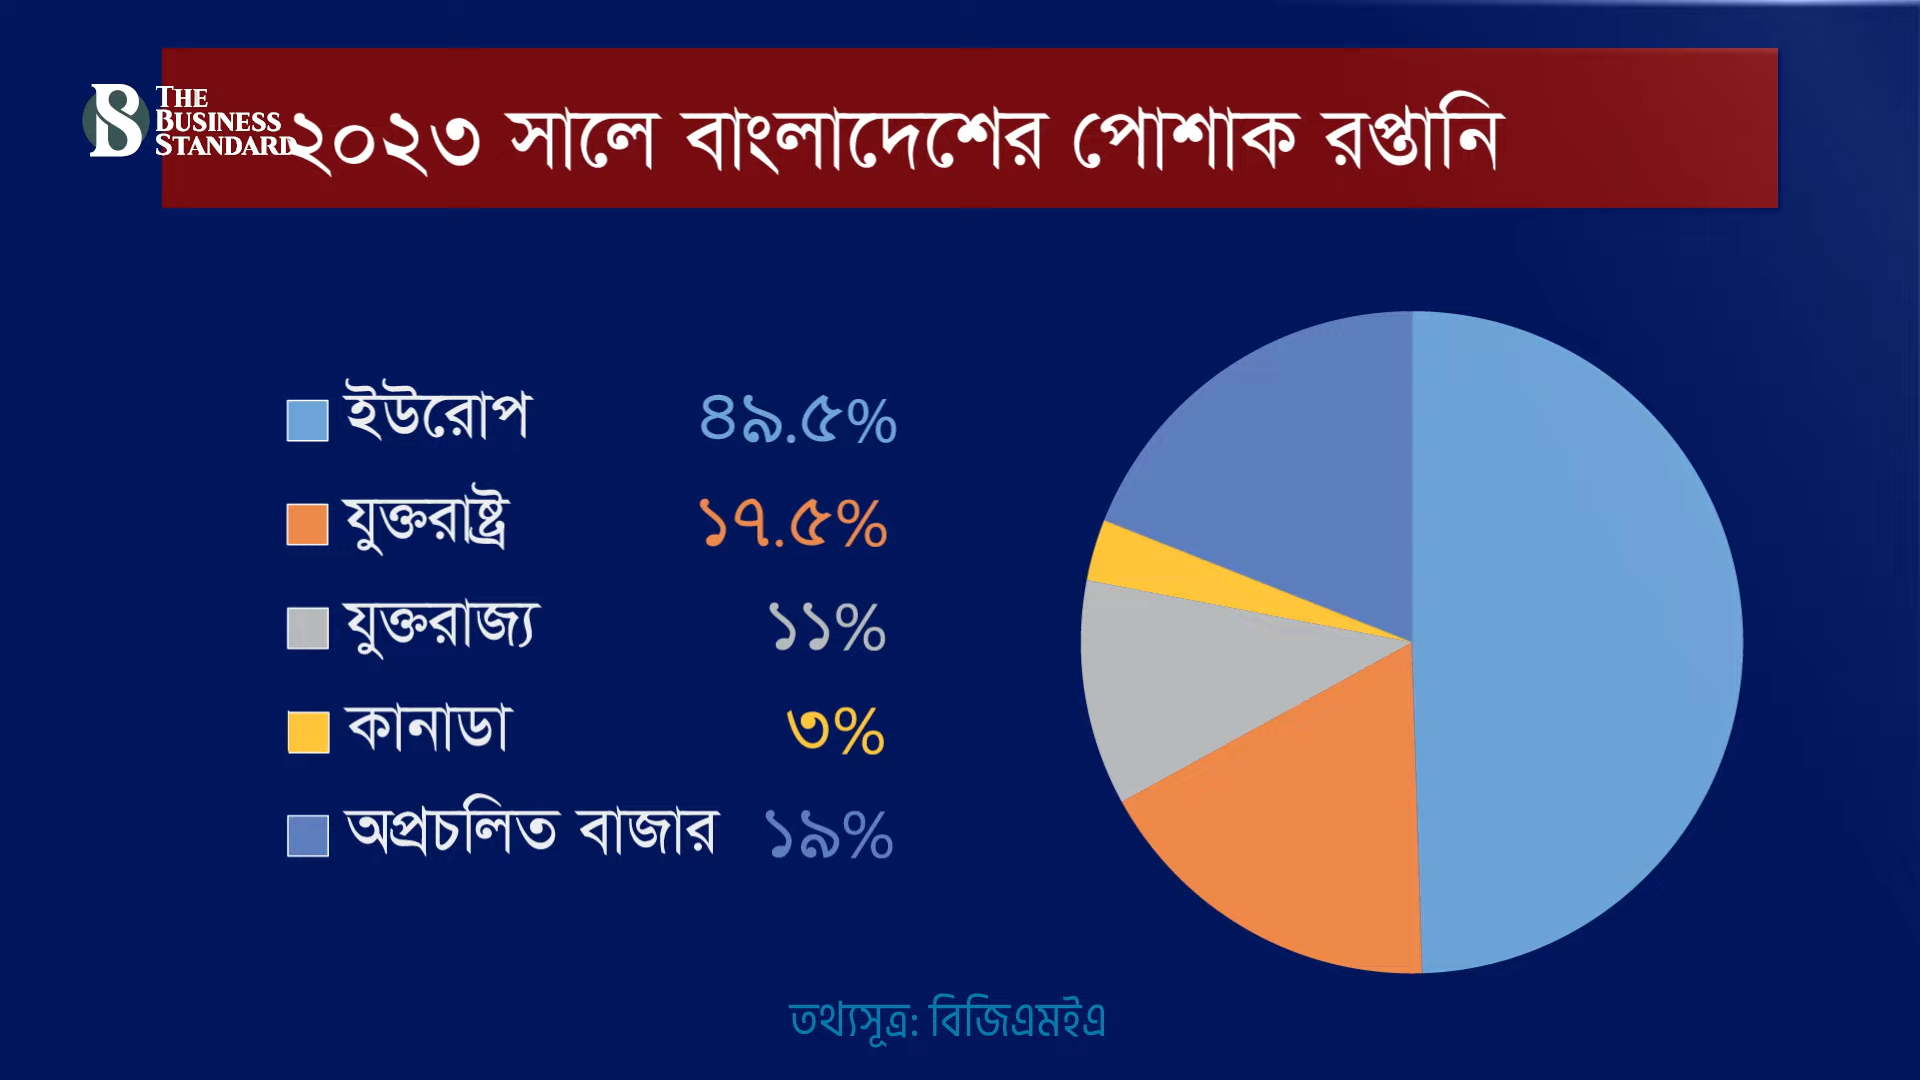 THE
BUSINESS
STANDARD
২০২৩ সালে বাংলাদেশের পোশাক রপ্তানি
ইউরোপ ৪৯.৫%
যুক্তরাষ্ট্র ১৭.৫%
যুক্তরাজ্য ১১%
কানাডা ৩%
অপ্রচলিত বাজার ১৯%
তথ্যসূত্র: বিজিএমইএ